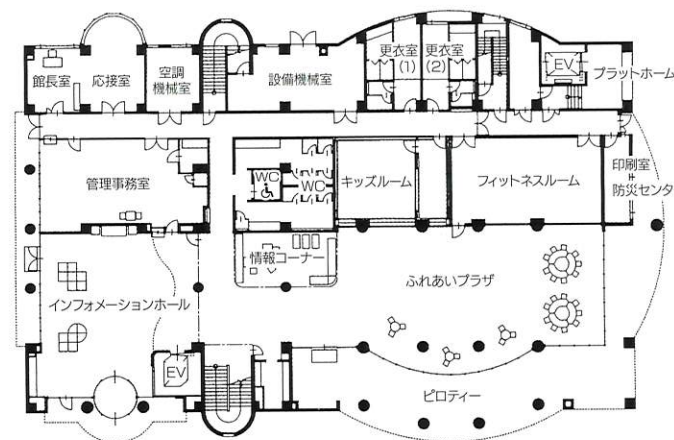 館長室
応接室
空調
機械室
設備機械室
更衣室
(1)
更衣室
(2)
EV
プラットホーム
管理事務室
WC
WC
キッズルーム
フィットネスルーム
印刷室
防災センタ
情報コーナー
ふれあいプラザ
インフォメーションホール
EV
ピロティー